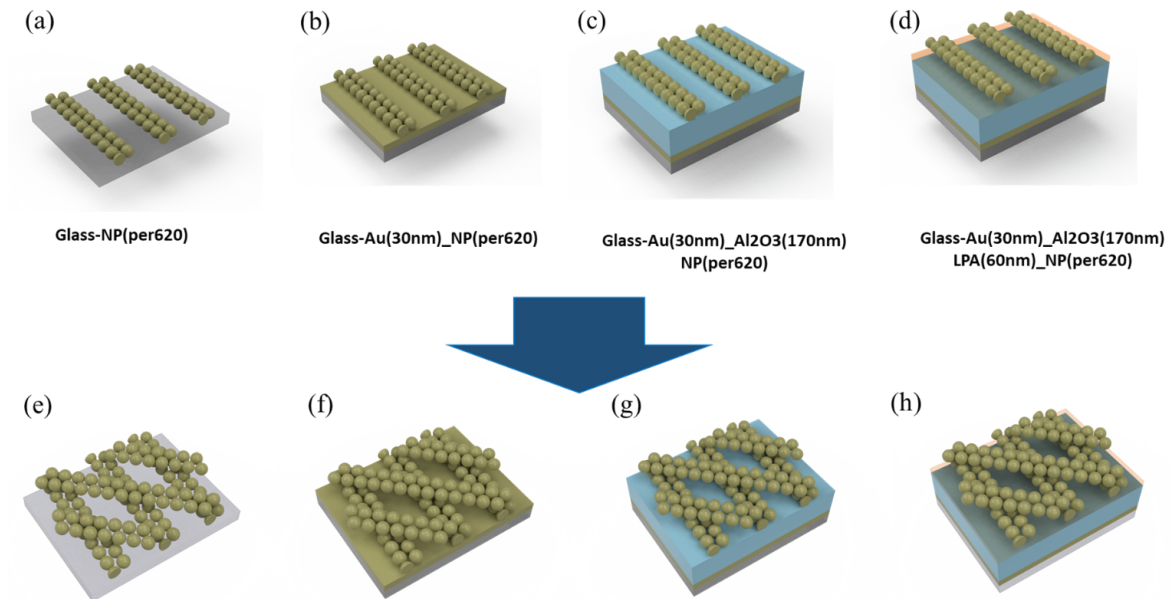 (a)
(b)
(c)
(d)
Glass-NP(per620)
Glass-Au(30nm)_NP(per620)
Glass-Au(30nm)_Al2O3(170nm)
NP(per620)
Glass-Au(30nm)_Al2O3(170nm)
LPA(60nm)_NP(per620)
(e)
(f)
(g)
(h)